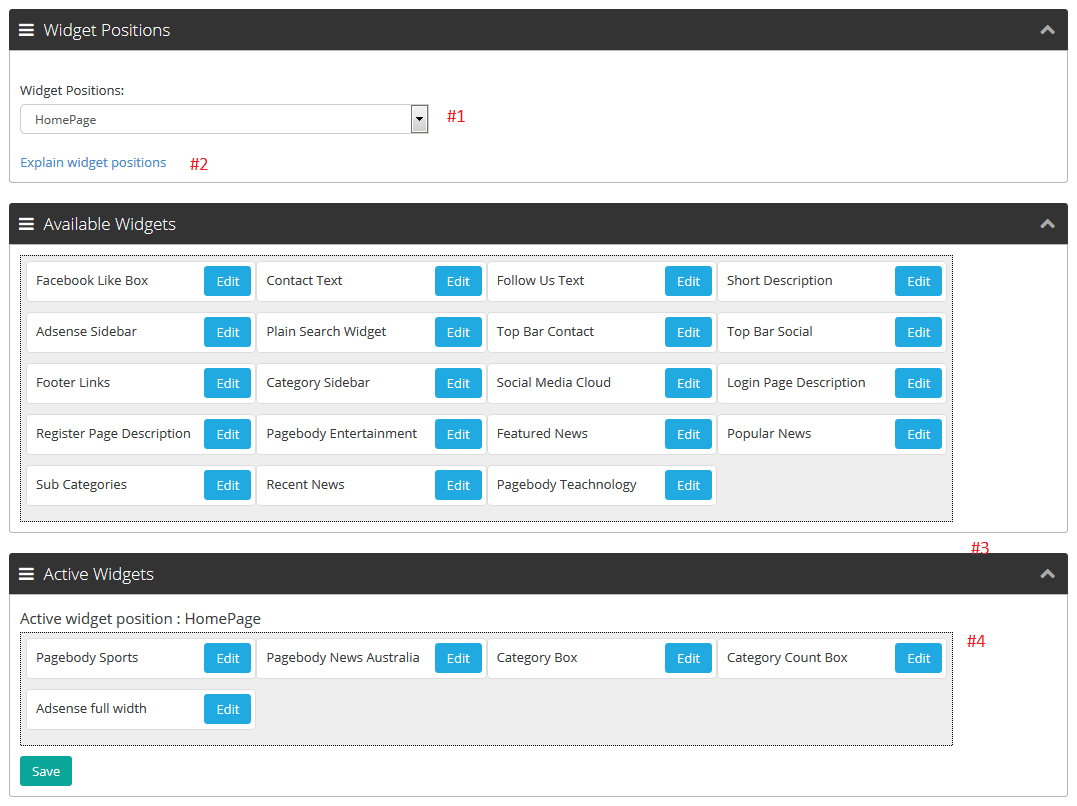 Widget Positions
Widget Positions:
HomePage #1
Explain widget positions #2
Available Widgets
Facebook Like Box Edit Contact Text Edit Follow Us Text Edit Short Description Edit
Adsense Sidebar Edit Plain Search Widget Edit Top Bar Contact Edit Top Bar Social Edit
Footer Links Edit Category Sidebar Edit Social Media Cloud Edit Login Page Description Edit
Register Page Description Edit Pagebody Entertainment Edit Featured News Edit Popular News Edit
Sub Categories Edit Recent News Edit Pagebody Teachnology Edit
#3
Active Widgets
Active widget position : HomePage
#4
Pagebody Sports Edit Pagebody News Australia Edit Category Box Edit Category Count Box Edit
Adsense full width Edit
Save